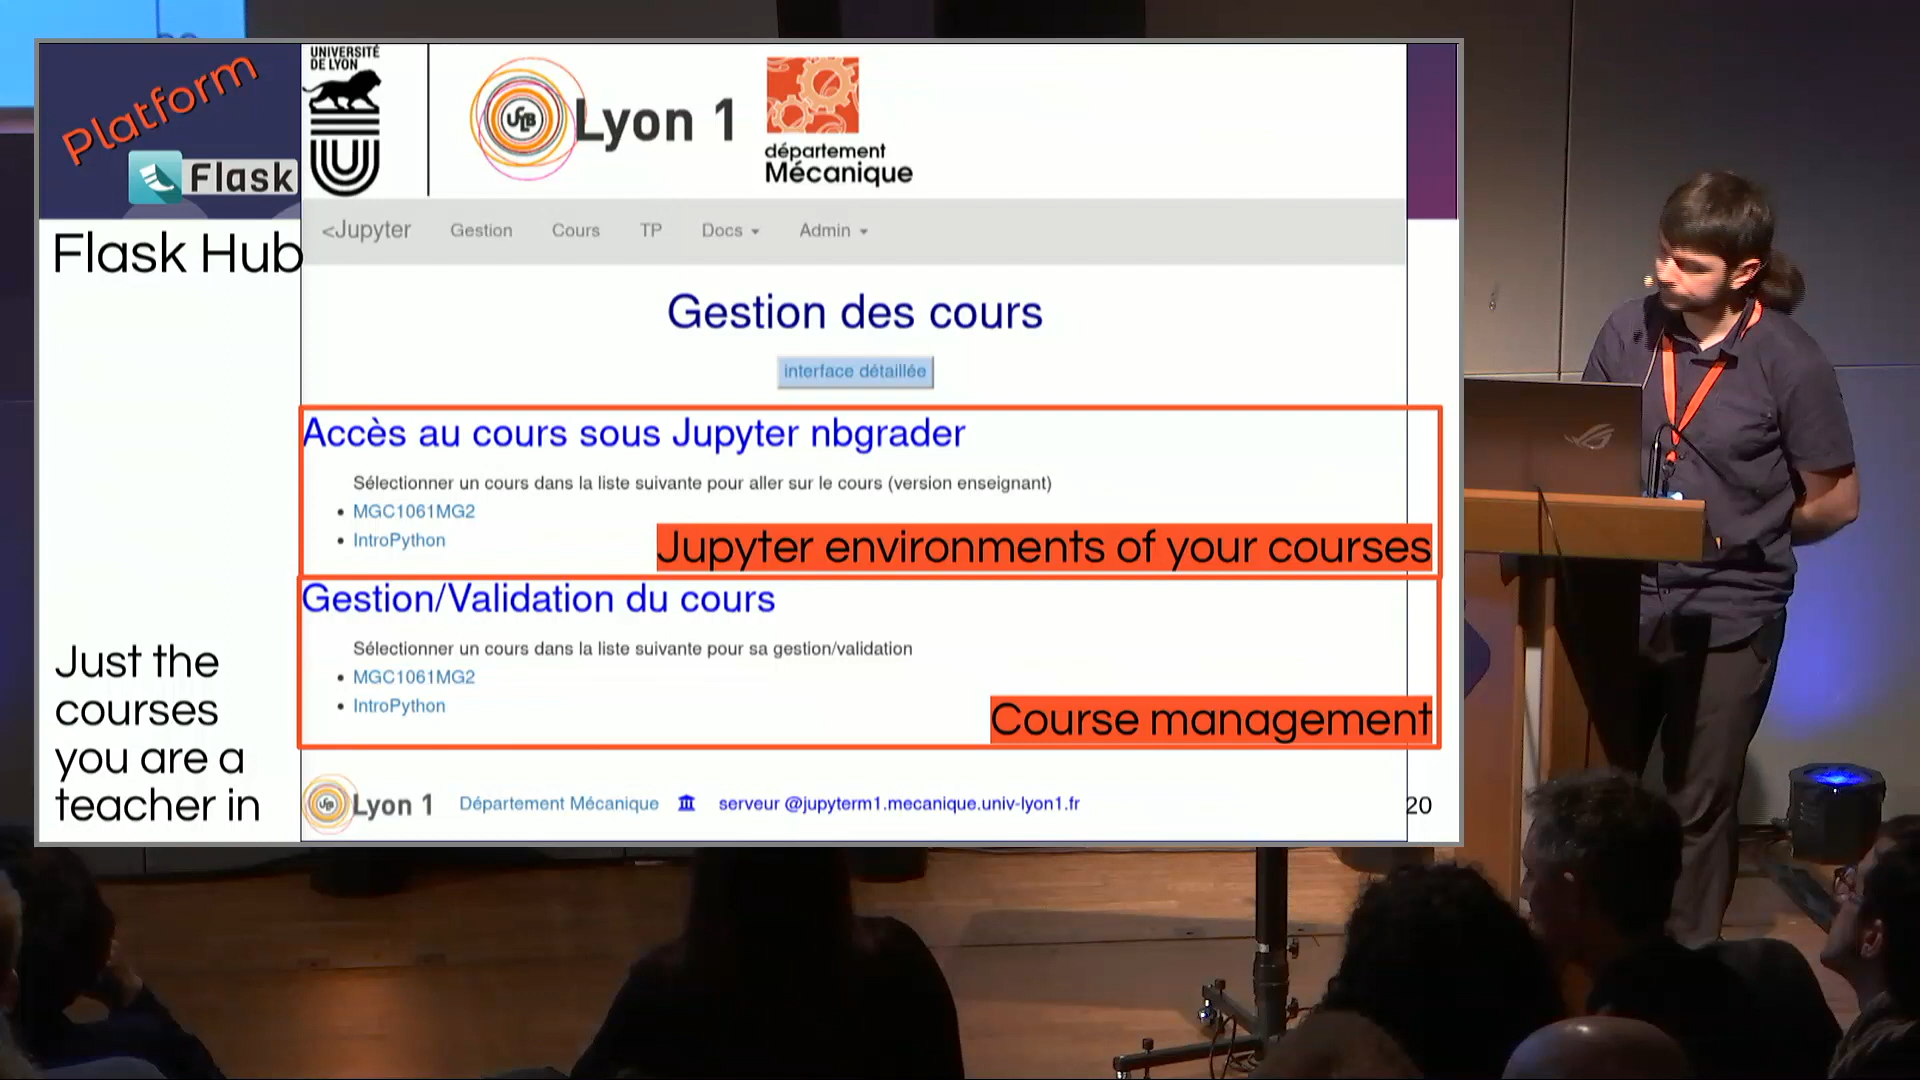 Platform
Flask
Flask Hub
Just the
courses
you are a
teacher in
UNIVERSITÉ
DE LYON
Lyon 1
département
Mécanique
<Jupyter Gestion Cours TP Docs Admin
Gestion des cours
interface détaillée
Accès au cours sous Jupyter nbgrader
Sélectionner un cours dans la liste suivante pour aller sur le cours (version enseignant)
• MGC1061MG2
• IntroPython
Jupyter environments of your courses
Gestion/Validation du cours
Sélectionner un cours dans la liste suivante pour sa gestion/validation
• MGC1061MG2
• IntroPython
Course management
Lyon 1 Département Mécanique serveur @jupyterm1.mecanique.univ-lyon1.fr
20